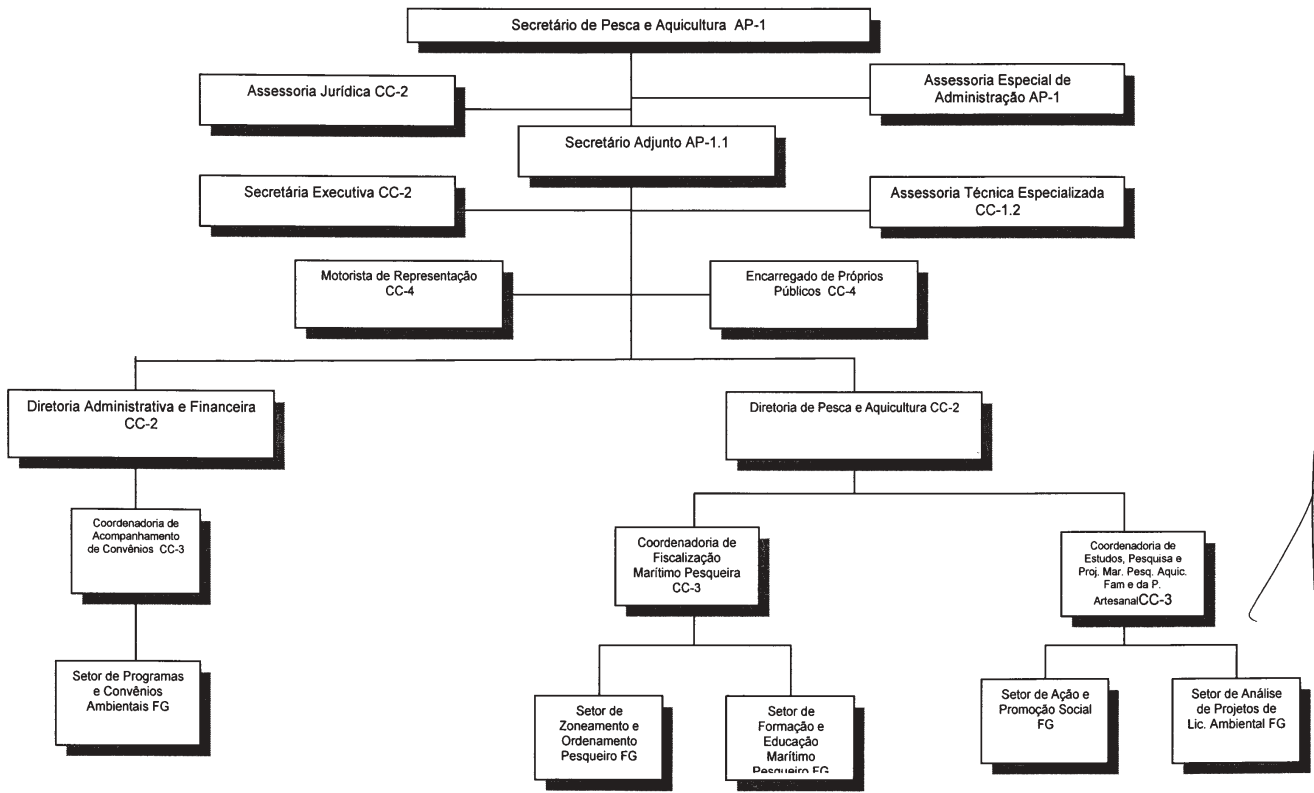 Secretário de Pesca e Aquicultura AP-1
Assessoria Jurídica CC-2
Assessoria Especial de
Administração AP-1
Secretário Adjunto AP-1.1
Secretária Executiva CC-2
Assessoria Técnica Especializada
CC-1.2
Motorista de Representação
CC-4
Encarregado de Próprios
Públicos CC-4
Diretoria Administrativa e Financeira
CC-2
Diretoria de Pesca e Aquicultura CC-2
Coordenadoria de
Acompanhamento
de Convênios CC-3
Coordenadoria de
Fiscalização
Marítimo Pesqueira
CC-3
Coordenadoria de
Estudos, Pesquisa e
Proj. Mar. Pesq. Aquic.
Fam e da P.
ArtesanalCC-3
Setor de Programas
e Convênios
Ambientais FG
Setor de
Zoneamento e
Ordenamento
Pesqueiro FG
Setor de
Formação e
Educação
Marítimo
Pesqueiro FG
Setor de Ação e
Promoção Social
FG
Setor de Análise
de Projetos de
Lic. Ambiental FG